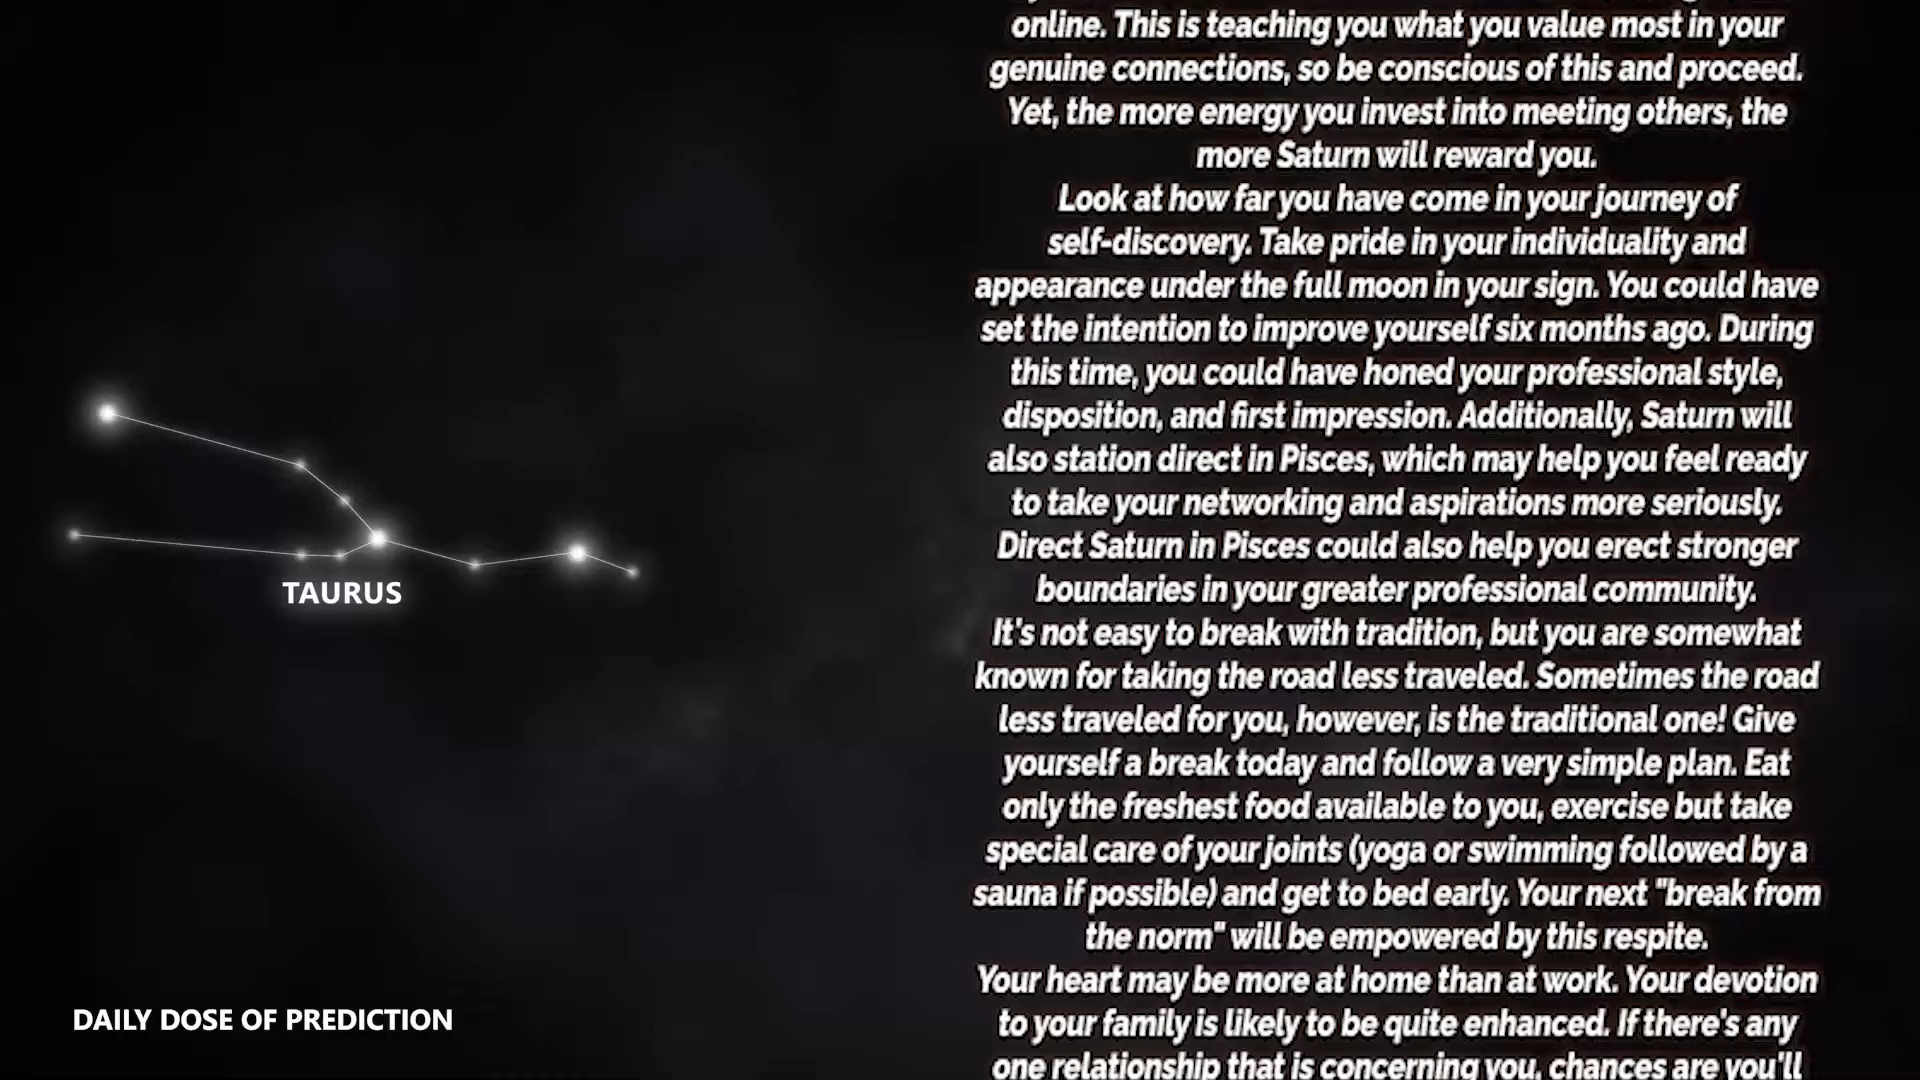 online. This is teaching you what you value most in your
genuine connections, so be conscious of this and proceed.
Yet, the more energy you invest into meeting others, the
more Saturn will reward you.
Look at how far you have come in your journey of
self-discovery. Take pride in your individuality and
appearance under the full moon in your sign. You could have
set the intention to improve yourself six months ago. During
this time, you could have honed your professional style,
disposition, and first impression. Additionally, Saturn will
also station direct in Pisces, which may help you feel ready
to take your networking and aspirations more seriously.
Direct Saturn in Pisces could also help you erect stronger
boundaries in your greater professional community.
It's not easy to break with tradition, but you are somewhat
known for taking the road less traveled. Sometimes the road
less traveled for you, however, is the traditional one! Give
yourself a break today and follow a very simple plan. Eat
only the freshest food available to you, exercise but take
special care of your joints (yoga or swimming followed by a
sauna if possible) and get to bed early. Your next "break from
the norm" will be empowered by this respite.
Your heart may be more at home than at work. Your devotion
to your family is likely to be quite enhanced. If there's any
one relationship that is concerning you, chances are you'll
TAURUS
DAILY DOSE OF PREDICTION